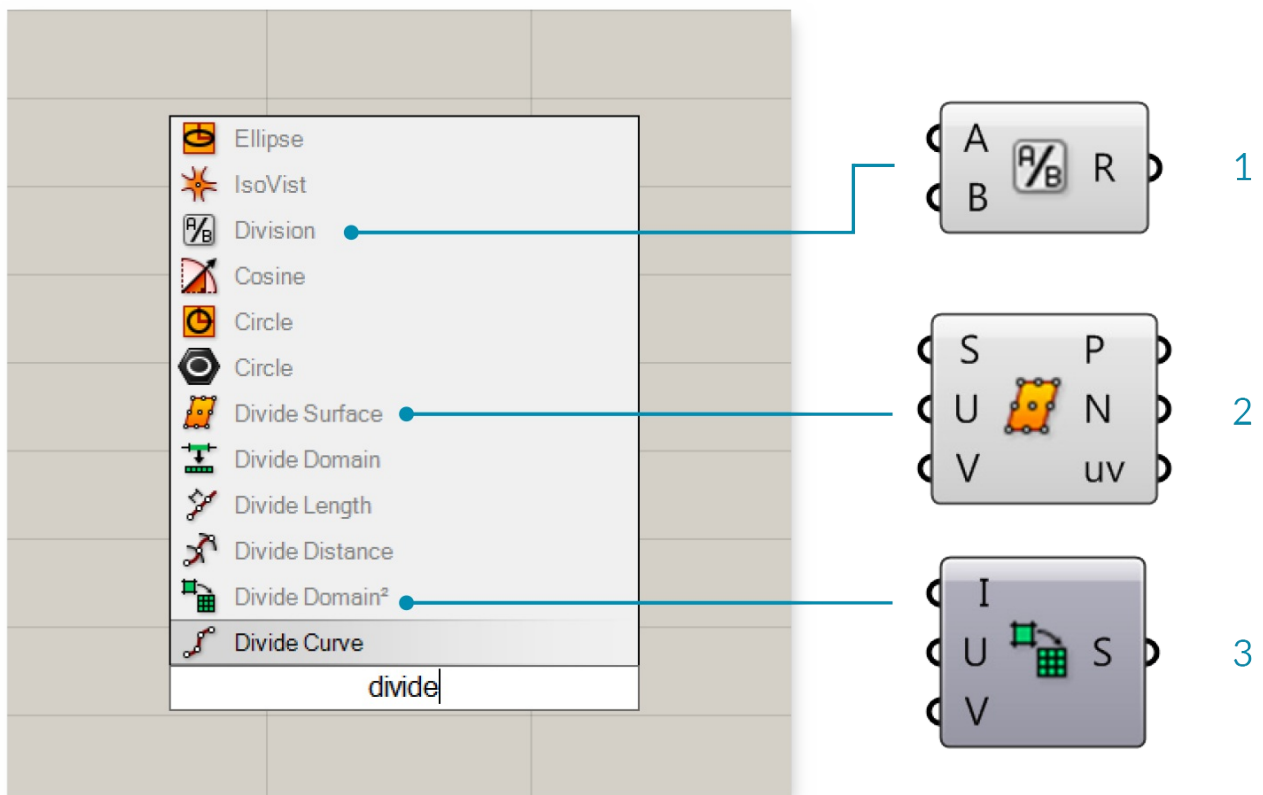 Ellipse
IsoVist
Division
Cosine
Circle
Circle
Divide Surface
Divide Domain
Divide Length
Divide Distance
Divide Domain²
Divide Curve
divide
A
B
A/B
R
1
S
U
V
P
N
uv
2
I
U
V
S
3